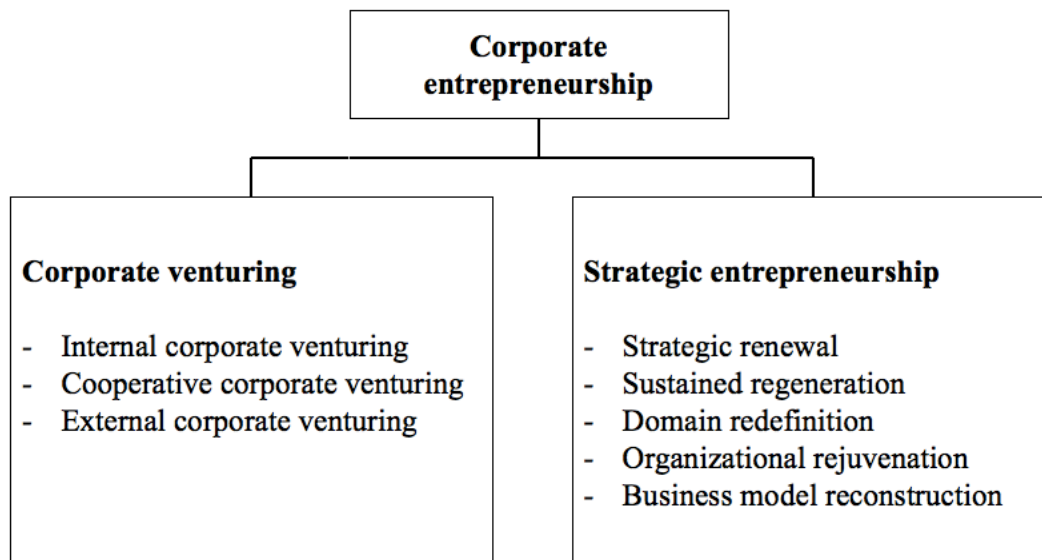 Corporate
entrepreneurship
Corporate venturing
- Internal corporate venturing
- Cooperative corporate venturing
- External corporate venturing
Strategic entrepreneurship
- Strategic renewal
- Sustained regeneration
- Domain redefinition
- Organizational rejuvenation
- Business model reconstruction